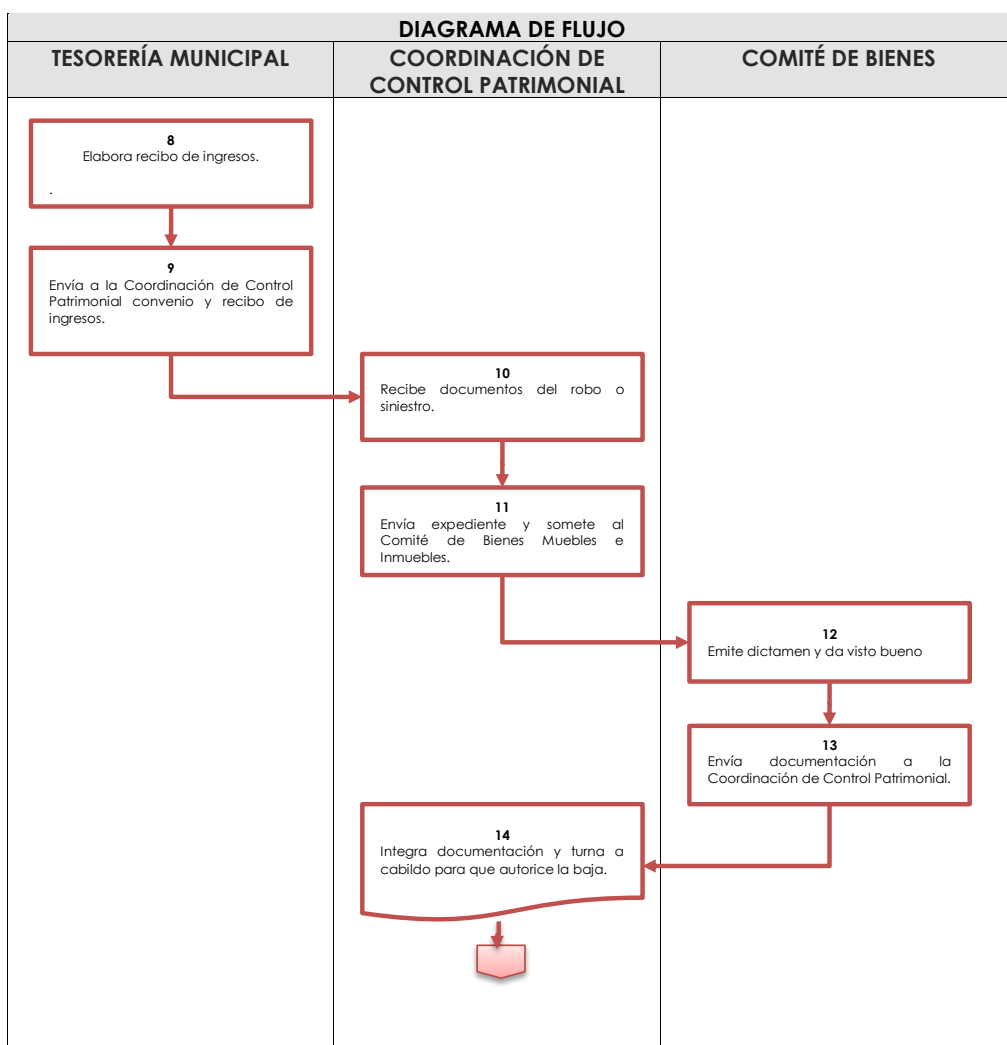 DIAGRAMA DE FLUJO
TESORERÍA MUNICIPAL
COORDINACIÓN DE
CONTROL PATRIMONIAL
COMITÉ DE BIENES
8
Elabora recibo de ingresos.
.
9
Envía a la Coordinación de Control
Patrimonial convenio y recibo de
ingresos.
10
Recibe documentos del robo o
siniestro.
11
Envía expediente y somete al
Comité de Bienes Muebles e
Inmuebles.
12
Emite dictamen y da visto bueno
13
Envía documentación a la
Coordinación de Control Patrimonial.
14
Integra documentación y turna a
cabildo para que autorice la baja.